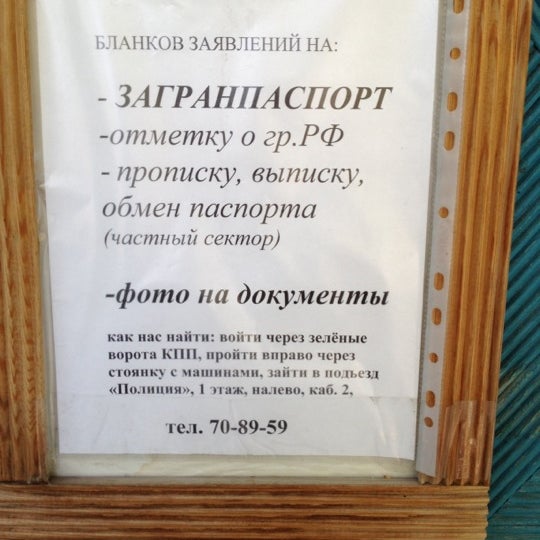 БЛАНКОВ ЗАЯВЛЕНИЙ НА:
- ЗАГРАНПАСПОРТ
-отметку о гр.РФ
- прописку, выписку,
обмен паспорта
(частный сектор)
-фото на документы
как нас найти: войти через зелёные
ворота КПП, пройти вправо через
стоянку с машинами, зайти в подъезд
«Полиция», 1 этаж, налево, каб. 2,
тел. 70-89-59